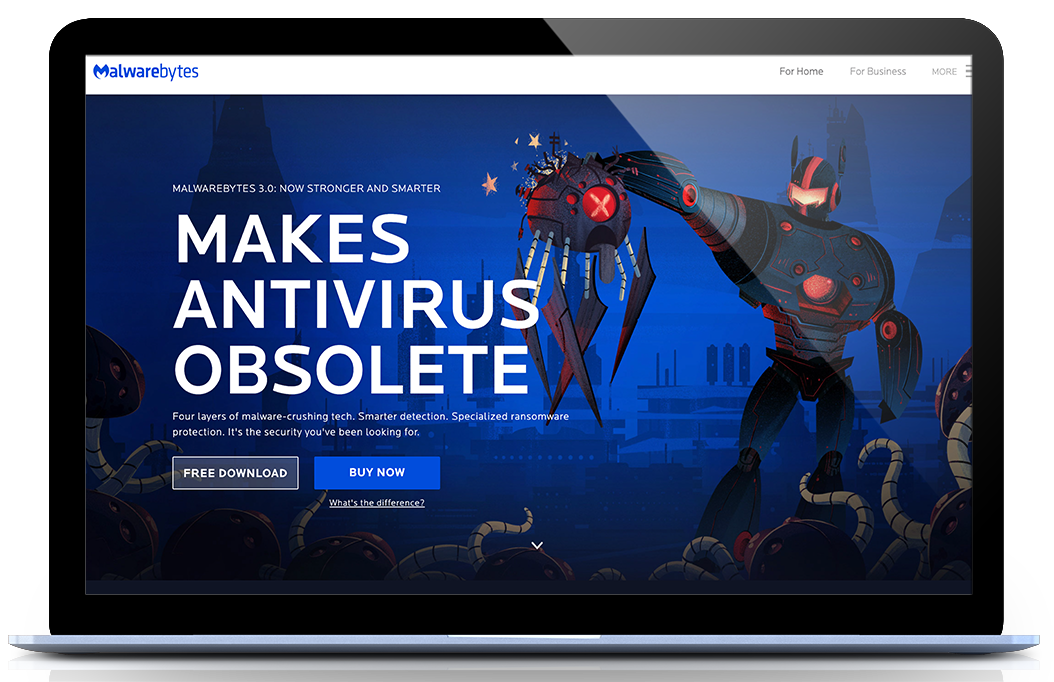 Malwarebytes
For Home For Business MORE
MALWAREBYTES 3.0: NOW STRONGER AND SMARTER
MAKES
ANTIVIRUS
OBSOLETE
Four layers of malware-crushing tech. Smarter detection. Specialized ransomware
protection. It's the security you've been looking for.
FREE DOWNLOAD BUY NOW
What's the difference?